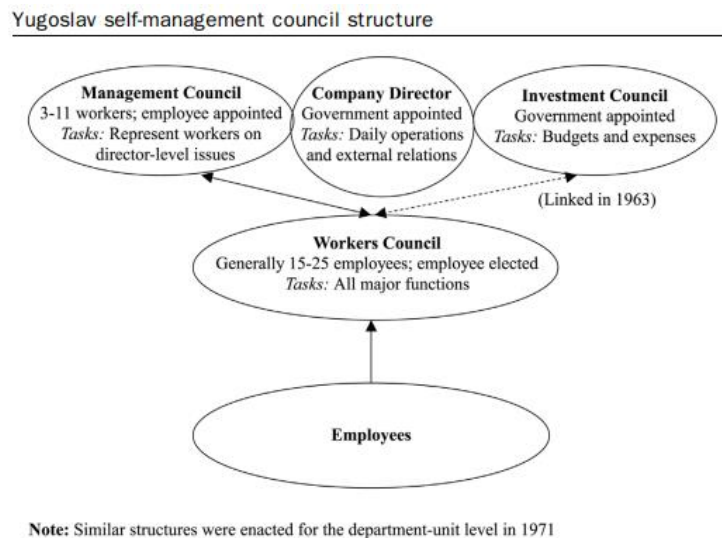 Yugoslav self-management council structure
Management Council
3-11 workers; employee appointed
Tasks: Represent workers on
director-level issues
Company Director
Government appointed
Tasks: Daily operations
and external relations
Investment Council
Government appointed
Tasks: Budgets and expenses
(Linked in 1963)
Workers Council
Generally 15-25 employees; employee elected
Tasks: All major functions
Employees
Note: Similar structures were enacted for the department-unit level in 1971